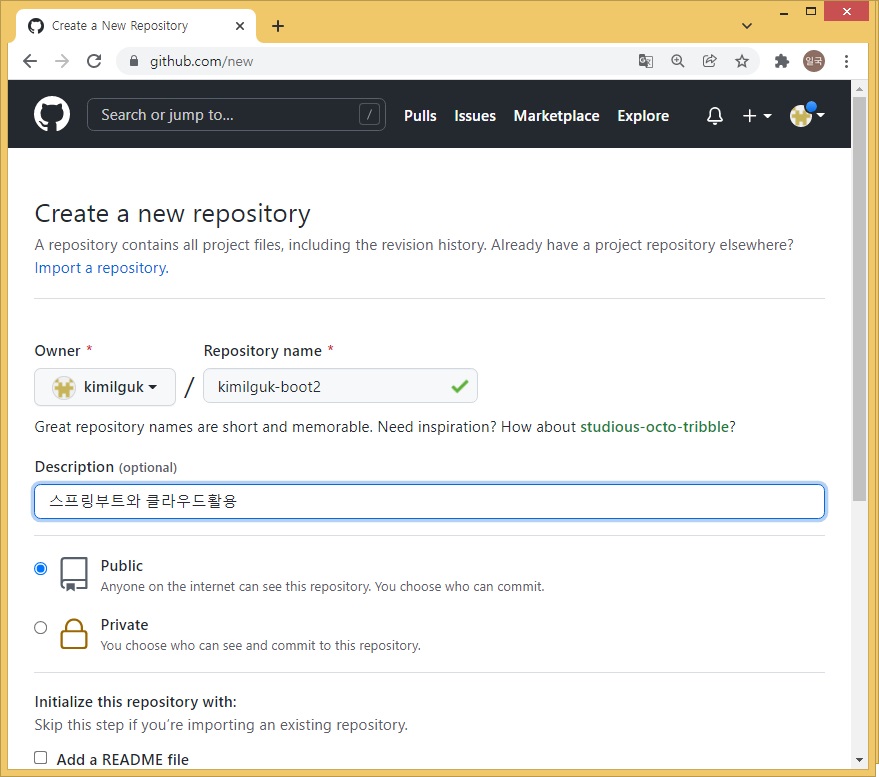 Create a New Repository
github.com/new
일국
Search or jump to... /
Pulls Issues Marketplace Explore
Create a new repository
A repository contains all project files, including the revision history. Already have a project repository elsewhere?
Import a repository.
Owner * Repository name *
kimilguk / kimilguk-boot2
Great repository names are short and memorable. Need inspiration? How about studious-octo-tribble?
Description (optional)
스프링부트와 클라우드활용
Public
Anyone on the internet can see this repository. You choose who can commit.
Private
You choose who can see and commit to this repository.
Initialize this repository with:
Skip this step if you’re importing an existing repository.
Add a README file